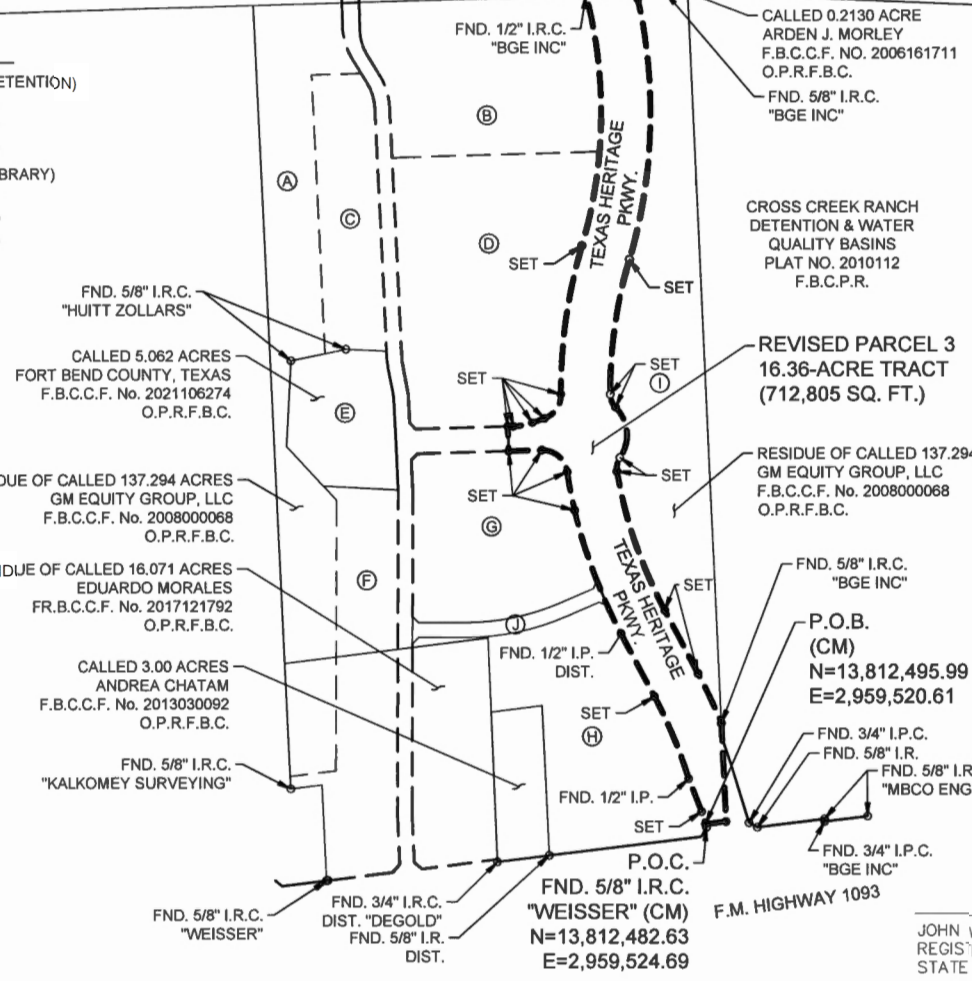 ETENTION)
BRARY)
FND. 1/2" I.R.C.
"BGE INC"
CALLED 0.2130 ACRE
ARDEN J. MORLEY
F.B.C.C.F. NO. 2006161711
O.P.R.F.B.C.
FND. 5/8" I.R.C.
"BGE INC"
B
A
C
D
TEXAS HERITAGE
PKWY.
CROSS CREEK RANCH
DETENTION & WATER
QUALITY BASINS
PLAT NO. 2010112
F.B.C.P.R.
SET
SET
FND. 5/8" I.R.C.
"HUITT ZOLLARS"
CALLED 5.062 ACRES
FORT BEND COUNTY, TEXAS
F.B.C.C.F. No. 2021106274
O.P.R.F.B.C.
E
SET
SET
I
REVISED PARCEL 3
16.36-ACRE TRACT
(712,805 SQ. FT.)
DUE OF CALLED 137.294 ACRES
GM EQUITY GROUP, LLC
F.B.C.C.F. No. 2008000068
O.P.R.F.B.C.
SET
SET
G
RESIDUE OF CALLED 137.294
GM EQUITY GROUP, LLC
F.B.C.C.F. No. 2008000068
O.P.R.F.B.C.
IDUE OF CALLED 16.071 ACRES
EDUARDO MORALES
FR.B.C.C.F. No. 2017121792
O.P.R.F.B.C.
F
J
TEXAS HERITAGE
PKWY.
SET
FND. 5/8" I.R.C.
"BGE INC"
FND. 1/2" I.P.
DIST.
P.O.B.
(CM)
N=13,812,495.99
E=2,959,520.61
CALLED 3.00 ACRES
ANDREA CHATAM
F.B.C.C.F. No. 2013030092
O.P.R.F.B.C.
SET
H
FND. 3/4" I.P.C.
FND. 5/8" I.R.
FND. 5/8" I.R
"MBCO ENG
FND. 5/8" I.R.C.
"KALKOMEY SURVEYING"
FND. 1/2" I.P.
SET
FND. 3/4" I.P.C.
"BGE INC"
P.O.C.
FND. 5/8" I.R.C.
"WEISSER" (CM)
N=13,812,482.63
E=2,959,524.69
F.M. HIGHWAY 1093
FND. 5/8" I.R.C.
"WEISSER"
FND. 3/4" I.R.C.
DIST. "DEGOLD"
FND. 5/8" I.R.
DIST.
JOHN
REGIST
STATE